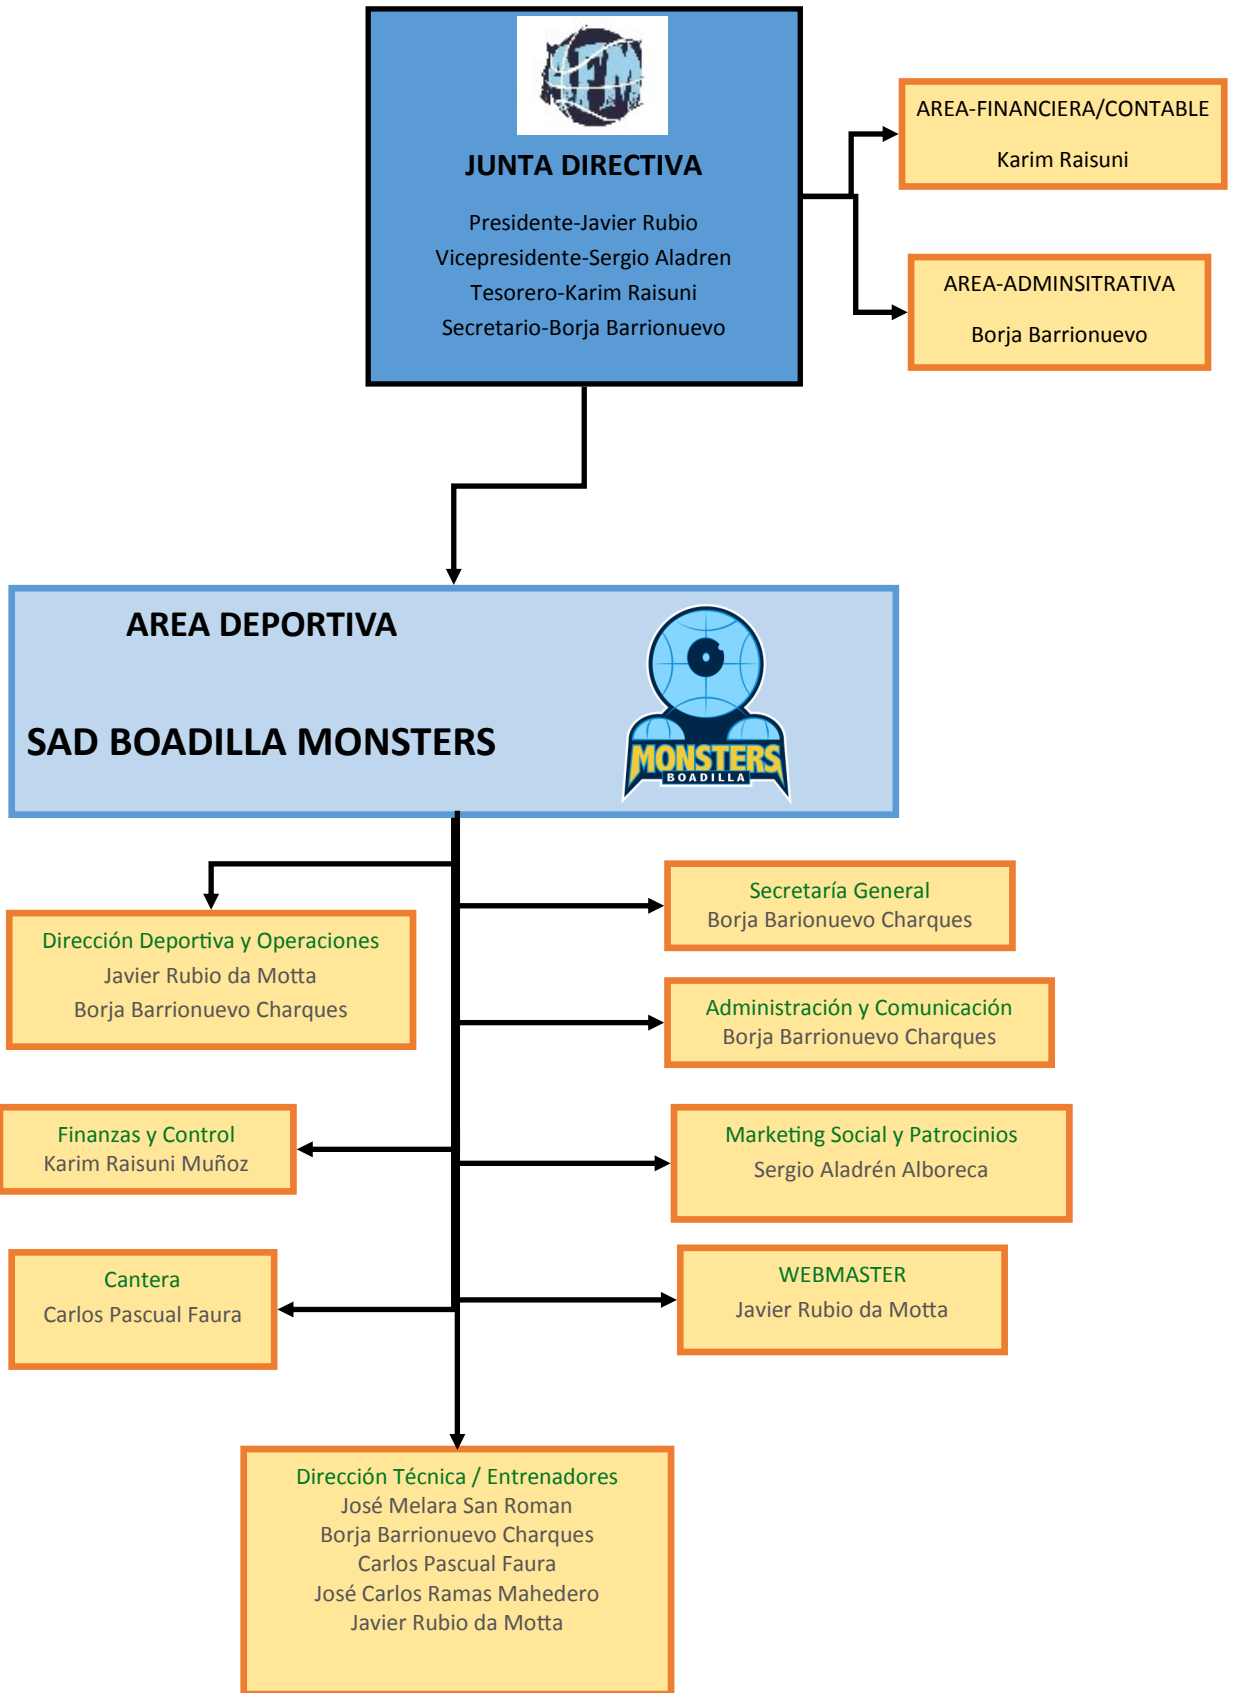 AFM
JUNTA DIRECTIVA
Presidente-Javier Rubio
Vicepresidente-Sergio Aladren
Tesorero-Karim Raisuni
Secretario-Borja Barrionuevo
AREA-FINANCIERA/CONTABLE
Karim Raisuni
AREA-ADMINSITRATIVA
Borja Barrionuevo
AREA DEPORTIVA
SAD BOADILLA MONSTERS
MONSTERS
BOADILLA
Dirección Deportiva y Operaciones
Javier Rubio da Motta
Borja Barrionuevo Charques
Secretaría General
Borja Barionuevo Charques
Administración y Comunicación
Borja Barrionuevo Charques
Finanzas y Control
Karim Raisuni Muñoz
Marketing Social y Patrocinios
Sergio Aladrén Alboreca
Cantera
Carlos Pascual Faura
WEBMASTER
Javier Rubio da Motta
Dirección Técnica / Entrenadores
José Melara San Roman
Borja Barrionuevo Charques
Carlos Pascual Faura
José Carlos Ramas Mahedero
Javier Rubio da Motta